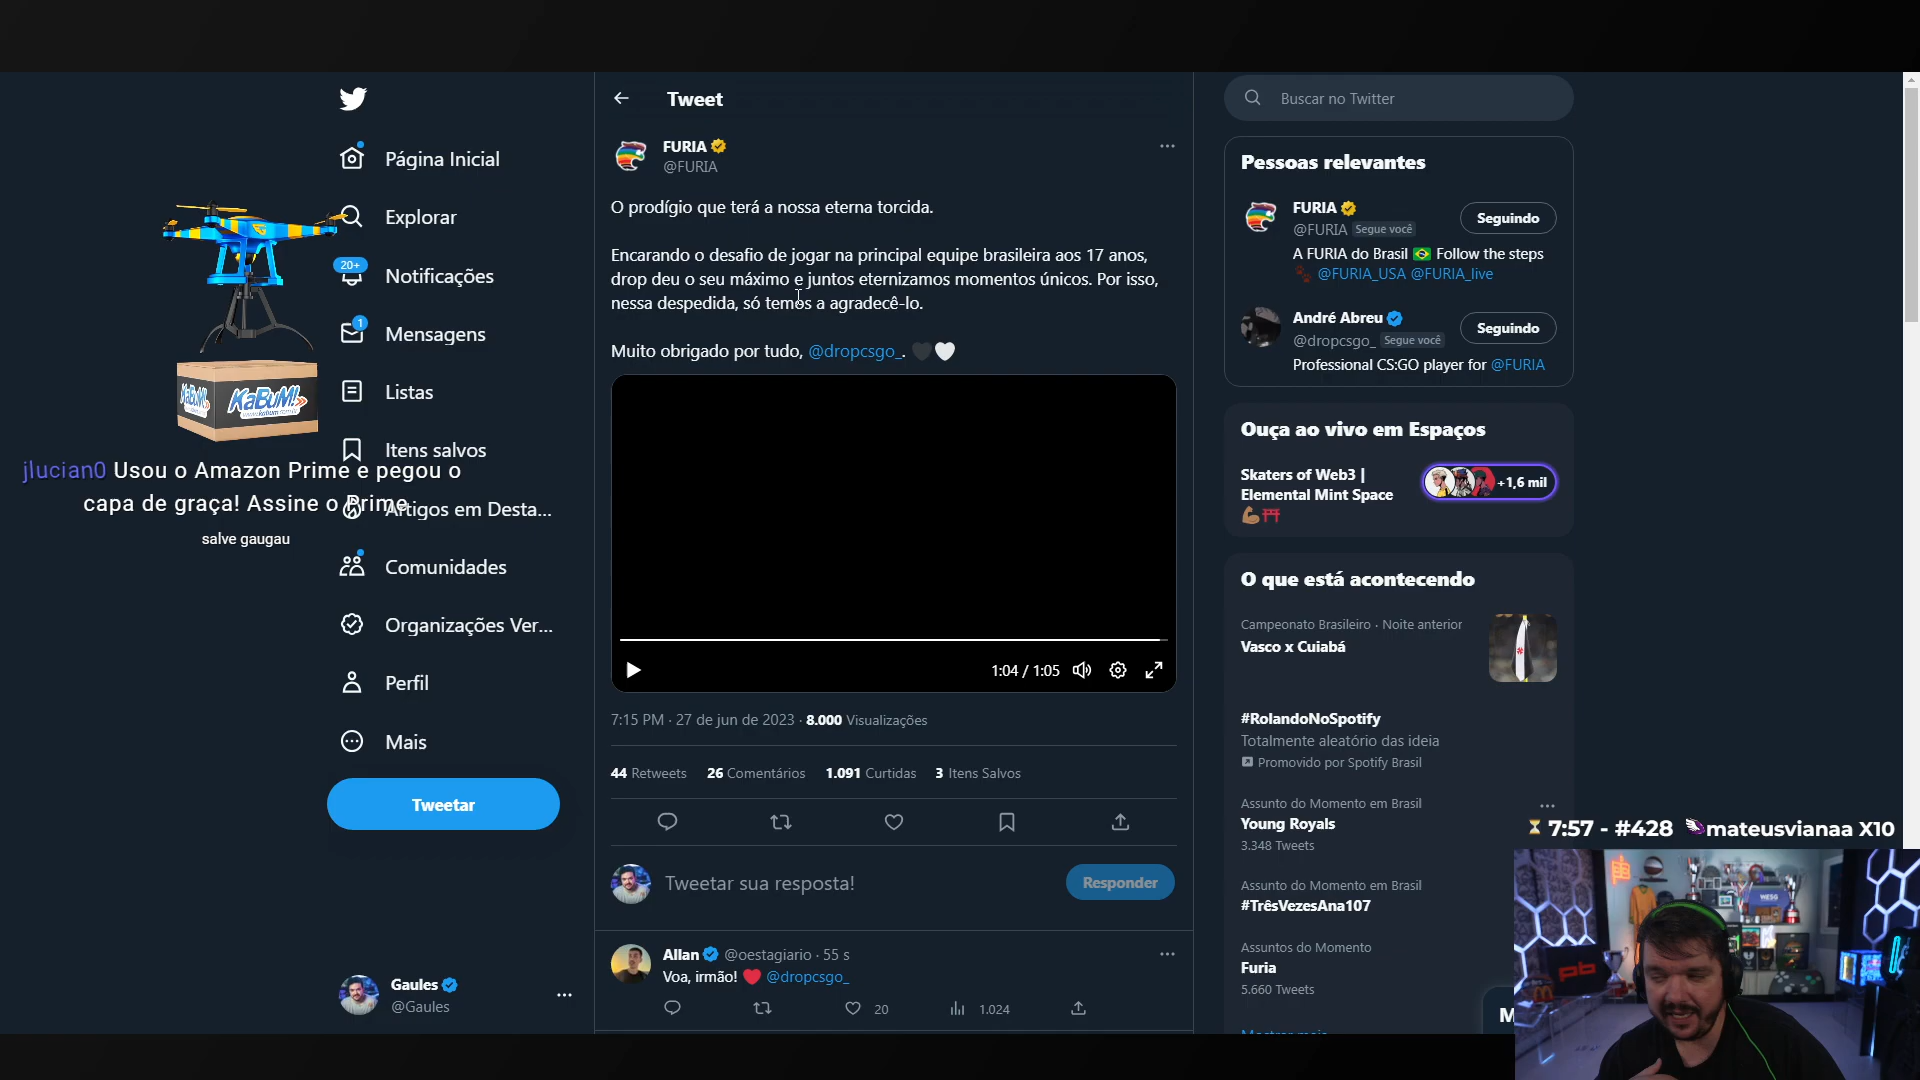 Tweet
Buscar no Twitter
Página Inicial
Explorar
20+
Notificações
1
Mensagens
Listas
Itens salvos
Artigos em Desta...
Comunidades
Organizações Ver...
Perfil
Mais
Tweetar
Gaules
@Gaules
KaBuM!
KaBuM!
www.kabum.com.br
jlucian0 Usou o Amazon Prime e pegou o
capa de graça! Assine o Prime
salve gaugau
FURIA
@FURIA
O prodígio que terá a nossa eterna torcida.
Encarando o desafio de jogar na principal equipe brasileira aos 17 anos,
drop deu o seu máximo e juntos eternizamos momentos únicos. Por isso,
nessa despedida, só temos a agradecê-lo.
Muito obrigado por tudo, @dropcsgo_. 🖤🤍
1:04 / 1:05
7:15 PM · 27 de jun de 2023 · 8.000 Visualizações
44 Retweets 26 Comentários 1.091 Curtidas 3 Itens Salvos
Tweetar sua resposta!
Responder
Allan @oestagiario · 55 s
Voa, irmão! ❤️ @dropcsgo_
20
1.024
Pessoas relevantes
FURIA
@FURIA Segue você
Seguindo
A FURIA do Brasil 🇧🇷 Follow the steps
🐾 @FURIA_USA @FURIA_live
André Abreu
@dropcsgo_ Segue você
Seguindo
Professional CS:GO player for @FURIA
Ouça ao vivo em Espaços
Skaters of Web3 |
Elemental Mint Space
💪🏽⛩️
+1,6 mil
O que está acontecendo
Campeonato Brasileiro · Noite anterior
Vasco x Cuiabá
#RolandoNoSpotify
Totalmente aleatório das ideia
Promovido por Spotify Brasil
Assunto do Momento em Brasil
Young Royals
3.348 Tweets
Assunto do Momento em Brasil
#TrêsVezesAna107
Assuntos do Momento
Furia
5.660 Tweets
Mostrar mais
M
⏳ 7:57 - #428 mateusvianaa X10